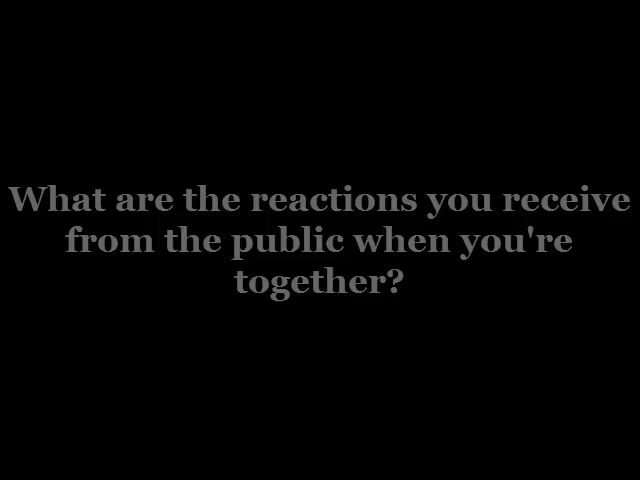 What are the reactions you receive
from the public when you're
together?